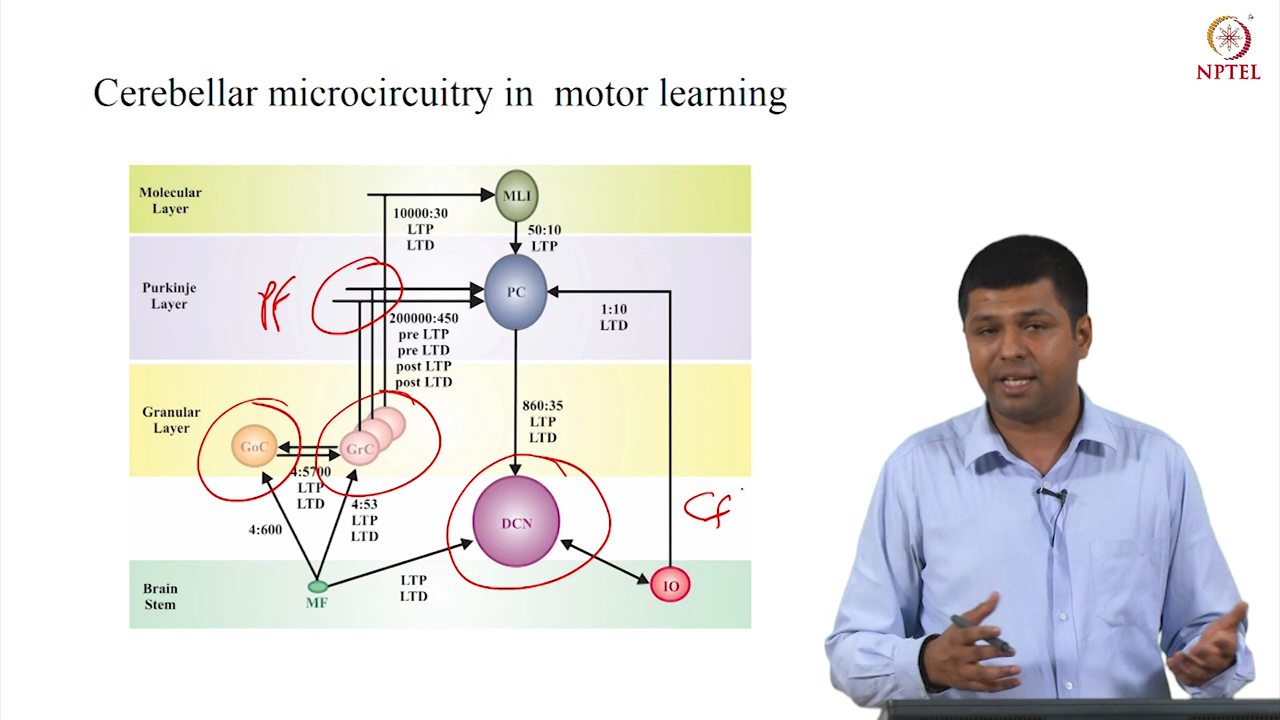 NPTEL
Cerebellar microcircuitry in motor learning
Molecular
Layer
MLI
10000:30
LTP
LTD
50:10
LTP
Purkinje
Layer
PF
PC
1:10
LTD
200000:450
pre LTP
pre LTD
post LTP
post LTD
Granular
Layer
GoC
GrC
860:35
LTP
LTD
4:5700
LTP
LTD
4:53
LTP
LTD
4:600
DCN
Cf
Brain
Stem
MF
LTP
LTD
IO